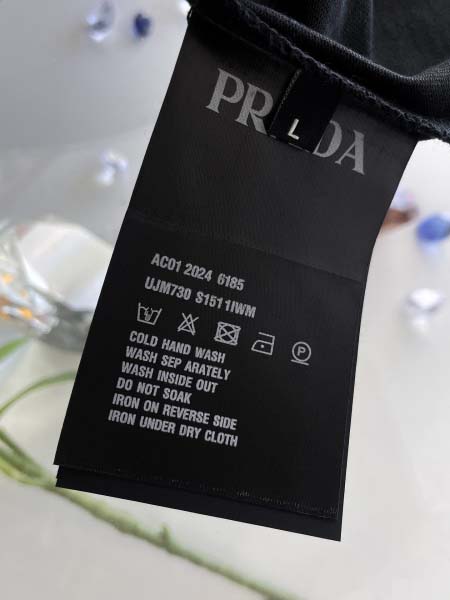 PRADA
L
AC01 2024 6185
UJM730 S151 1IWM
P
COLD HAND WASH
WASH SEP ARATELY
WASH INSIDE OUT
DO NOT SOAK
IRON ON REVERSE SIDE
IRON UNDER DRY CLOTH